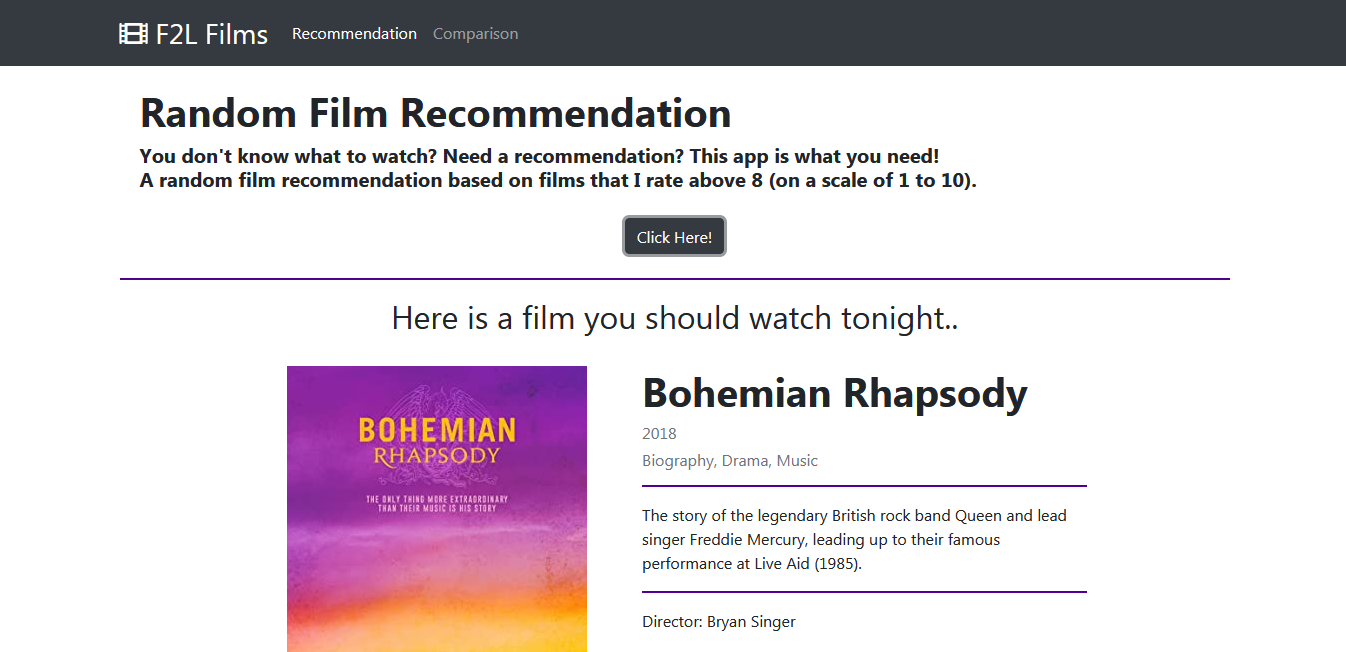 F2L Films Recommendation Comparison
Random Film Recommendation
You don't know what to watch? Need a recommendation? This app is what you need!
A random film recommendation based on films that I rate above 8 (on a scale of 1 to 10).
Click Here!
Here is a film you should watch tonight..
BOHEMIAN
RHAPSODY
THE ONLY THING MORE EXTRAORDINARY
THAN THEIR MUSIC IS HIS STORY
Bohemian Rhapsody
2018
Biography, Drama, Music
The story of the legendary British rock band Queen and lead
singer Freddie Mercury, leading up to their famous
performance at Live Aid (1985).
Director: Bryan Singer